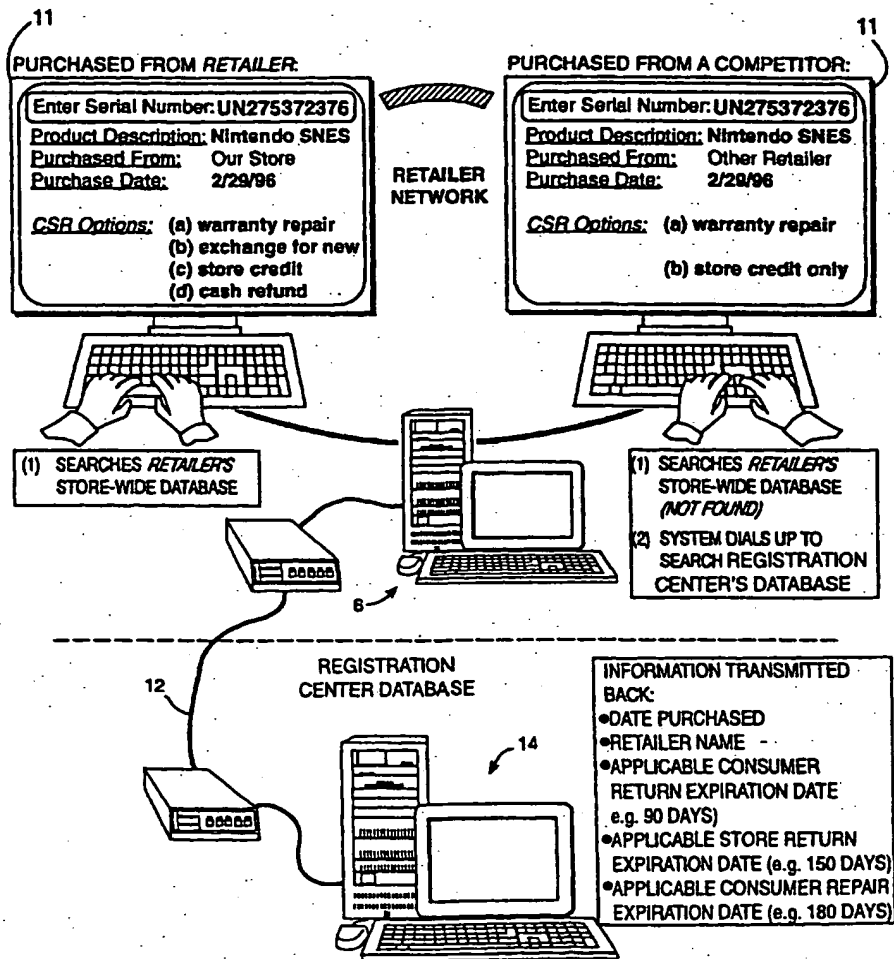 11
11
PURCHASED FROM RETAILER:
Enter Serial Number: UN275372376
Product Description: Nintendo SNES
Purchased From: Our Store
Purchase Date: 2/29/96
CSR Options: (a) warranty repair
(b) exchange for new
(c) store credit
(d) cash refund
RETAILER
NETWORK
PURCHASED FROM A COMPETITOR:
Enter Serial Number: UN275372376
Product Description: Nintendo SNES
Purchased From: Other Retailer
Purchase Date: 2/29/96
CSR Options: (a) warranty repair
(b) store credit only
(1) SEARCHES RETAILER'S
STORE-WIDE DATABASE
(1) SEARCHES RETAILER'S
STORE-WIDE DATABASE
(NOT FOUND)
(2) SYSTEM DIALS UP TO
SEARCH REGISTRATION
CENTER'S DATABASE
6
12
REGISTRATION
CENTER DATABASE
14
INFORMATION TRANSMITTED
BACK:
•DATE PURCHASED
•RETAILER NAME -
•APPLICABLE CONSUMER
RETURN EXPIRATION DATE
e.g. 90 DAYS)
•APPLICABLE STORE RETURN
EXPIRATION DATE (e.g. 150 DAYS)
•APPLICABLE CONSUMER REPAIR
EXPIRATION DATE (e.g. 180 DAYS)